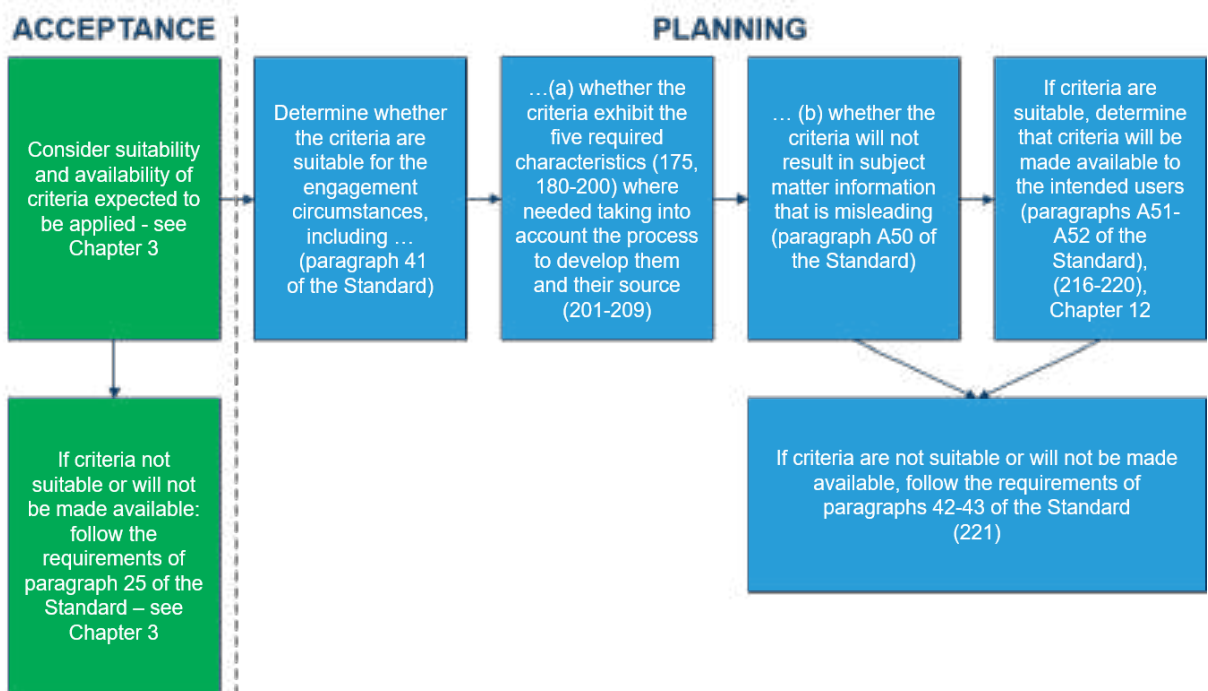 ACCEPTANCE
PLANNING
Consider suitability
and availability of
criteria expected to
be applied - see
Chapter 3
Determine whether
the criteria are
suitable for the
engagement
circumstances,
including …
(paragraph 41
of the Standard)
…(a) whether the
criteria exhibit the
five required
characteristics (175,
180-200) where
needed taking into
account the process
to develop them
and their source
(201-209)
… (b) whether the
criteria will not
result in subject
matter information
that is misleading
(paragraph A50 of
the Standard)
If criteria are
suitable, determine
that criteria will be
made available to
the intended users
(paragraphs A51-
A52 of the
Standard),
(216-220),
Chapter 12
If criteria not
suitable or will not
be made available:
follow the
requirements of
paragraph 25 of the
Standard – see
Chapter 3
If criteria are not suitable or will not be made
available, follow the requirements of
paragraphs 42-43 of the Standard
(221)